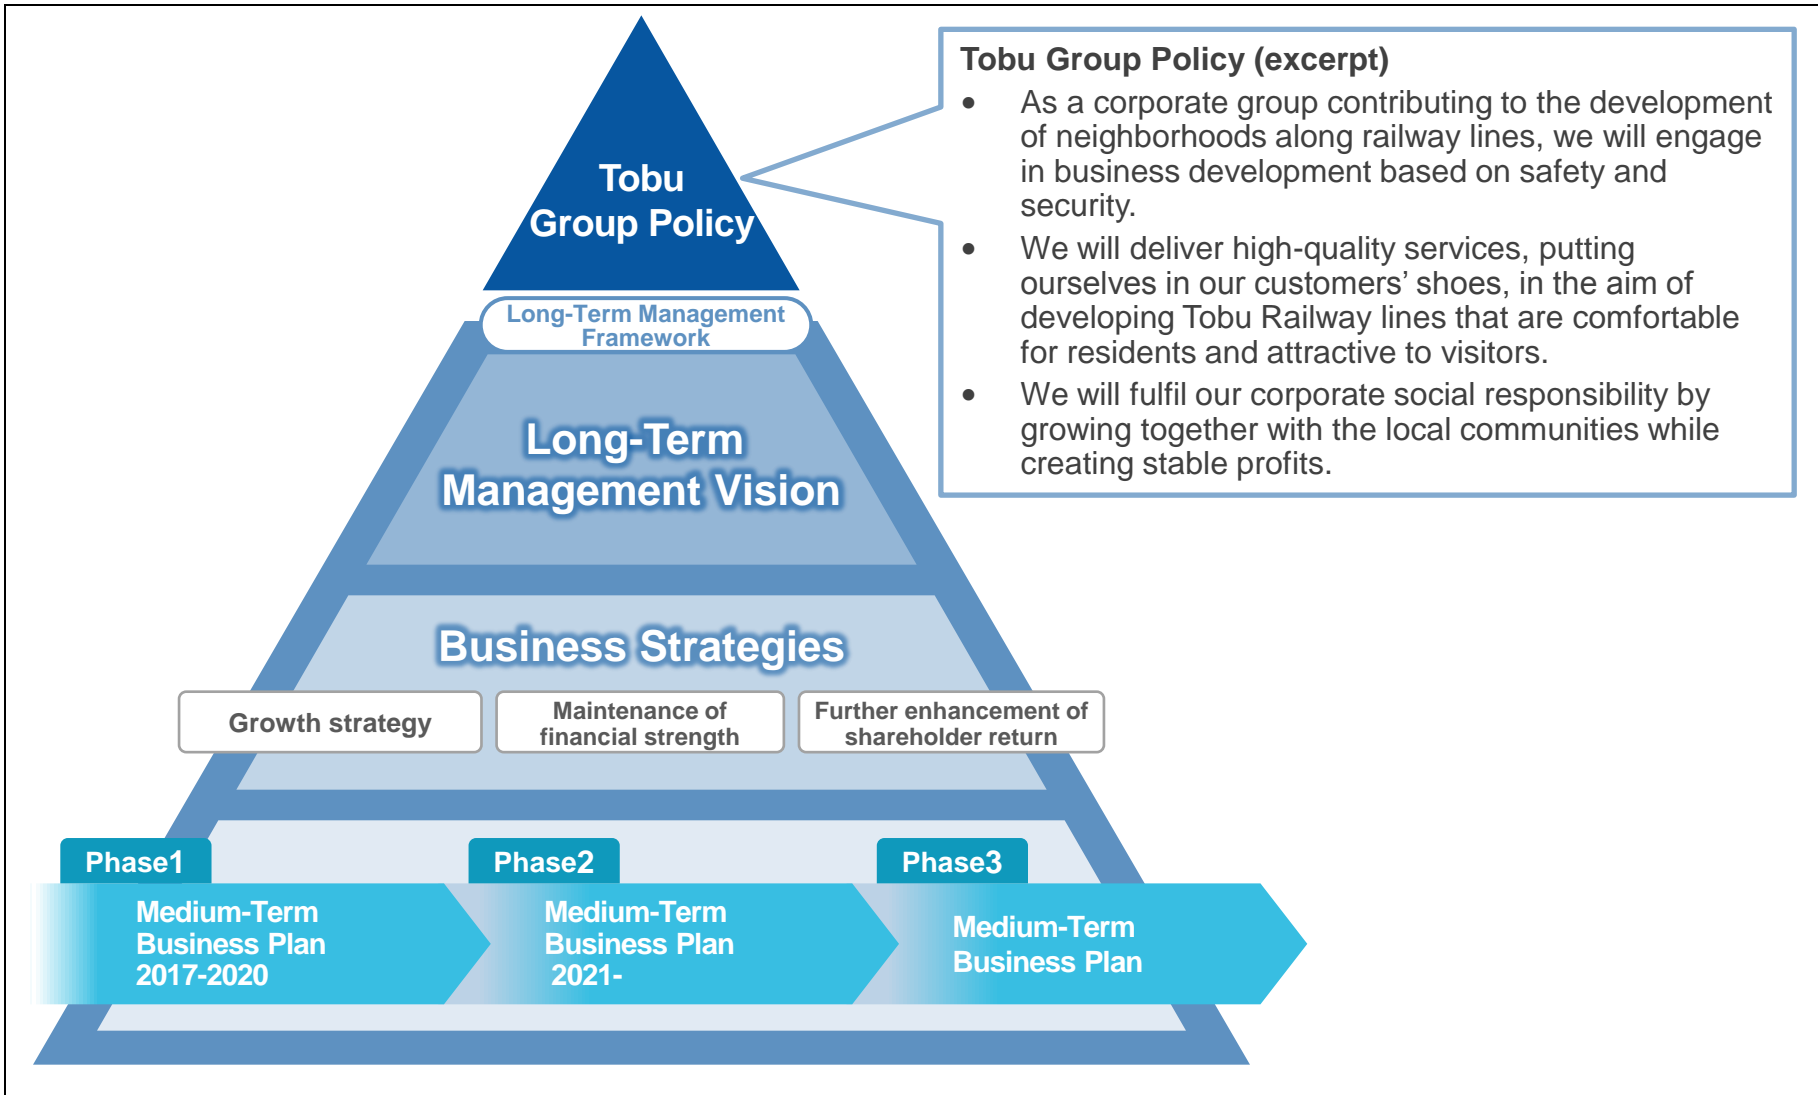 Tobu
Group Policy
Tobu Group Policy (excerpt)
• As a corporate group contributing to the development
of neighborhoods along railway lines, we will engage
in business development based on safety and
security.
• We will deliver high-quality services, putting
ourselves in our customers’ shoes, in the aim of
developing Tobu Railway lines that are comfortable
for residents and attractive to visitors.
• We will fulfil our corporate social responsibility by
growing together with the local communities while
creating stable profits.
Long-Term Management
Framework
Long-Term
Management Vision
Business Strategies
Growth strategy
Maintenance of
financial strength
Further enhancement of
shareholder return
Phase1
Medium-Term
Business Plan
2017-2020
Phase2
Medium-Term
Business Plan
2021-
Phase3
Medium-Term
Business Plan